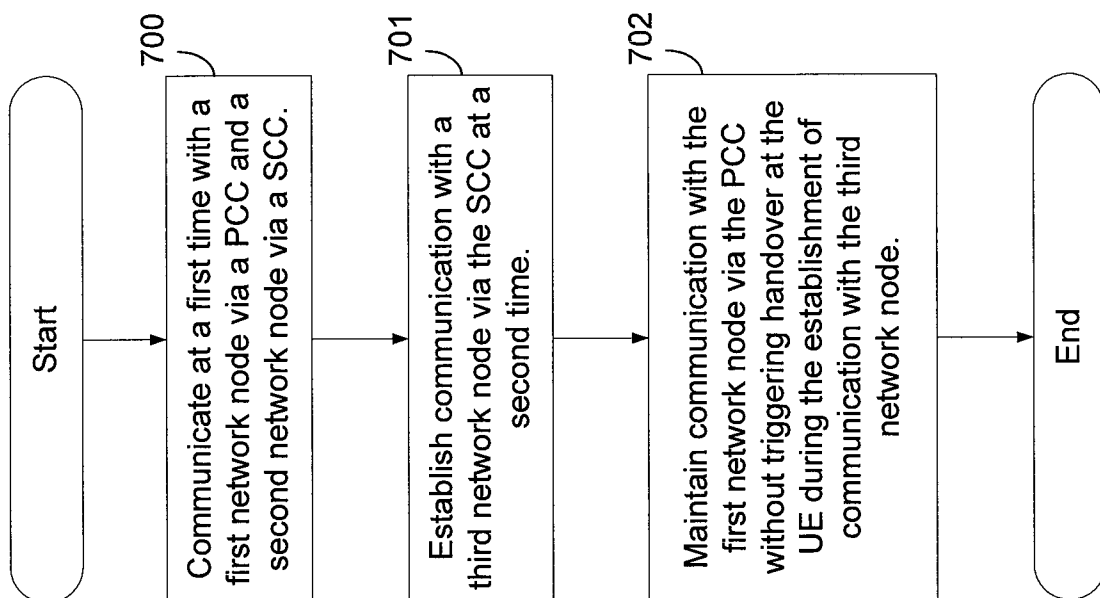 Start
700
Communicate at a first time with a
first network node via a PCC and a
second network node via a SCC.
701
Establish communication with a
third network node via the SCC at a
second time.
702
Maintain communication with the
first network node via the PCC
without triggering handover at the
UE during the establishment of
communication with the third
network node.
End